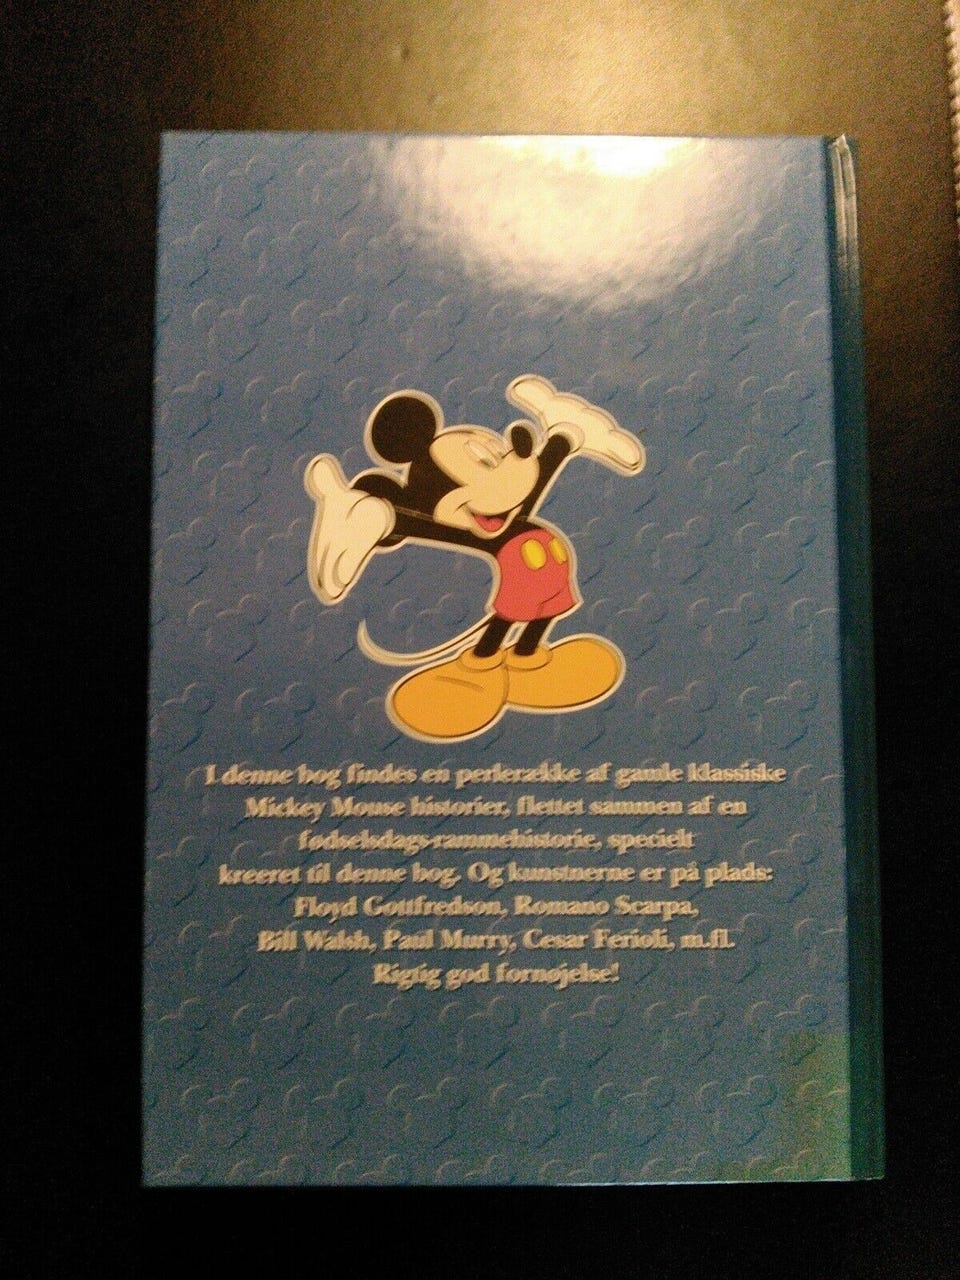 I denne bog findes en perlerække af gamle klassiske
Mickey Mouse historier, flettet sammen af en
fødselsdags-rammehistorie, specielt
kreeret til denne bog. Og kunstnerne er på plads:
Floyd Gottfredson, Romano Scarpa,
Bill Walsh, Paul Murry, Cesar Ferioli, m.fl.
Rigtig god fornøjelse!